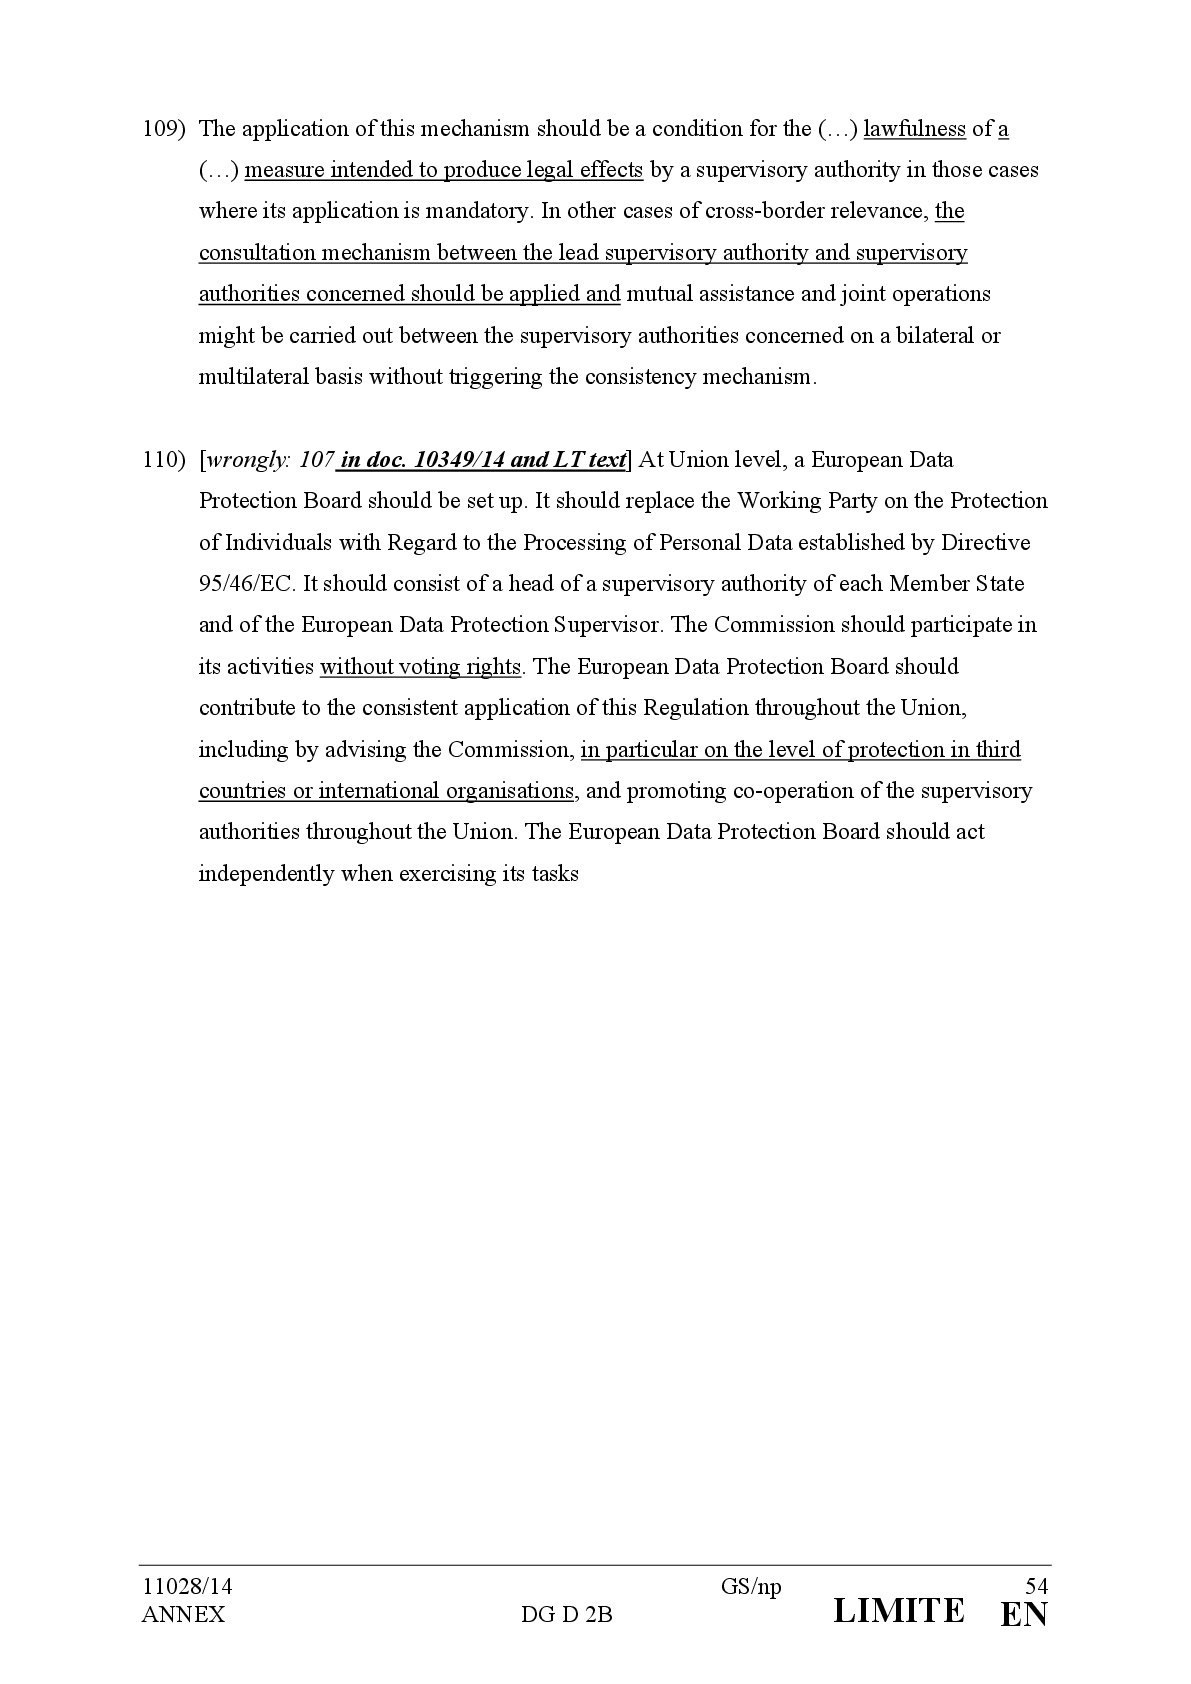 109) The application of this mechanism should be a condition for the (…) lawfulness of a
(…) measure intended to produce legal effects by a supervisory authority in those cases
where its application is mandatory. In other cases of cross-border relevance, the
consultation mechanism between the lead supervisory authority and supervisory
authorities concerned should be applied and mutual assistance and joint operations
might be carried out between the supervisory authorities concerned on a bilateral or
multilateral basis without triggering the consistency mechanism.
110) [wrongly: 107 in doc. 10349/14 and LT text] At Union level, a European Data
Protection Board should be set up. It should replace the Working Party on the Protection
of Individuals with Regard to the Processing of Personal Data established by Directive
95/46/EC. It should consist of a head of a supervisory authority of each Member State
and of the European Data Protection Supervisor. The Commission should participate in
its activities without voting rights. The European Data Protection Board should
contribute to the consistent application of this Regulation throughout the Union,
including by advising the Commission, in particular on the level of protection in third
countries or international organisations, and promoting co-operation of the supervisory
authorities throughout the Union. The European Data Protection Board should act
independently when exercising its tasks
11028/14 GS/np 54
ANNEX DG D 2B LIMITE EN